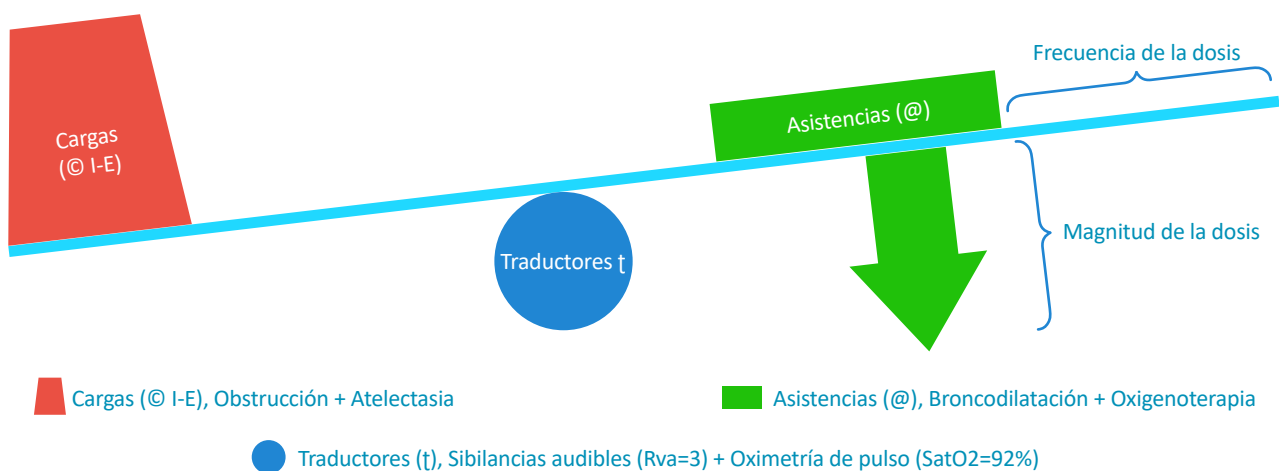 Frecuencia de la dosis
Cargas
(© I-E)
Asistencias (@)
Magnitud de la dosis
Traductores ƫ
Cargas (© I-E), Obstrucción + Atelectasia
Asistencias (@), Broncodilatación + Oxigenoterapia
Traductores (ƫ), Sibilancias audibles (Rva=3) + Oximetría de pulso (SatO2=92%)